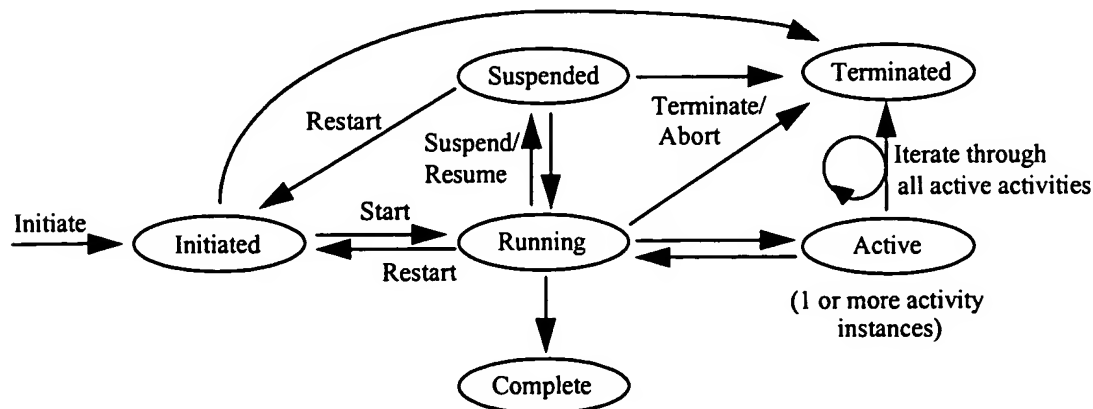 Suspended
Terminated
Restart
Terminate/
Abort
Suspend/
Resume
Iterate through
all active activities
Initiate
Start
Initiated
Running
Active
Restart
(1 or more activity
instances)
Complete